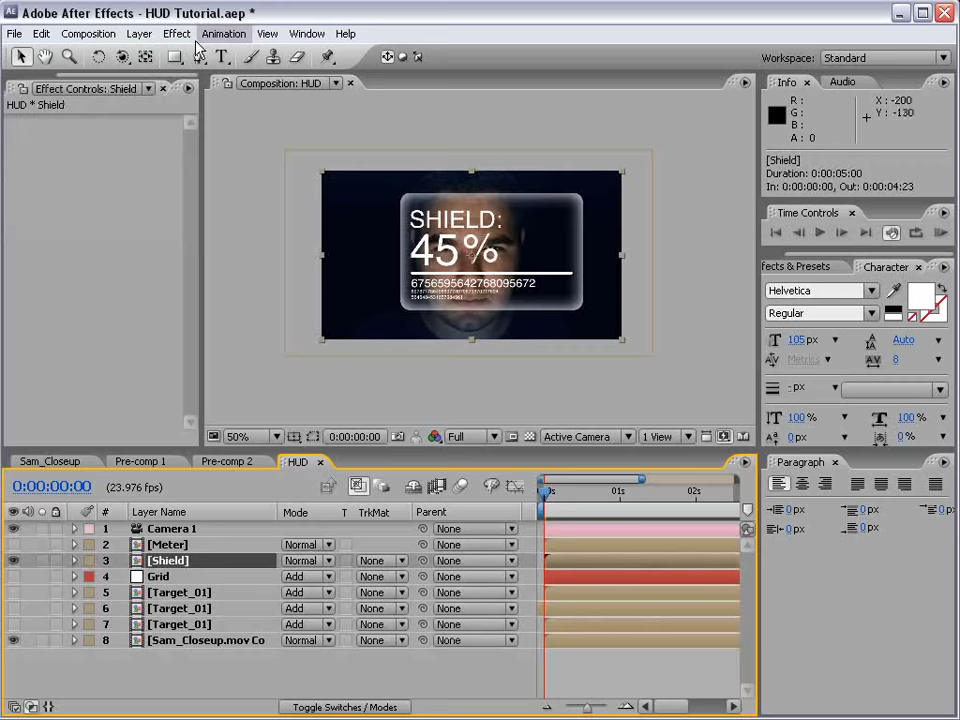 Adobe After Effects - HUD Tutorial.aep *
File Edit Composition Layer Effect Animation View Window Help
Workspace: Standard
Effect Controls: Shield
HUD * Shield
Composition: HUD
SHIELD:
45%
6756595642768095672
50% 0:00:00:00 Full Active Camera 1 View
Info Audio
R: X: -200
G: Y: -130
B:
A: 0
[Shield]
Duration: 0:00:05:00
In: 0:00:00:00, Out: 0:00:04:23
Time Controls
ffects & Presets Character
Helvetica
Regular
105 px Auto
Metrics 8
- px
100 % 100 %
0 px 0 %
Paragraph
0 px 0 px 0 px
0 px 0 px
Sam_Closeup Pre-comp 1 Pre-comp 2 HUD
0:00:00:00 (23.976 fps)
# Layer Name Mode T TrkMat Parent
0s 01s 02s
1 Camera 1 None
2 [Meter] Normal None
3 [Shield] Normal None None
4 Grid Add None None
5 [Target_01] Add None None
6 [Target_01] Add None None
7 [Target_01] Add None None
8 [Sam_Closeup.mov Co Normal None None
Toggle Switches / Modes